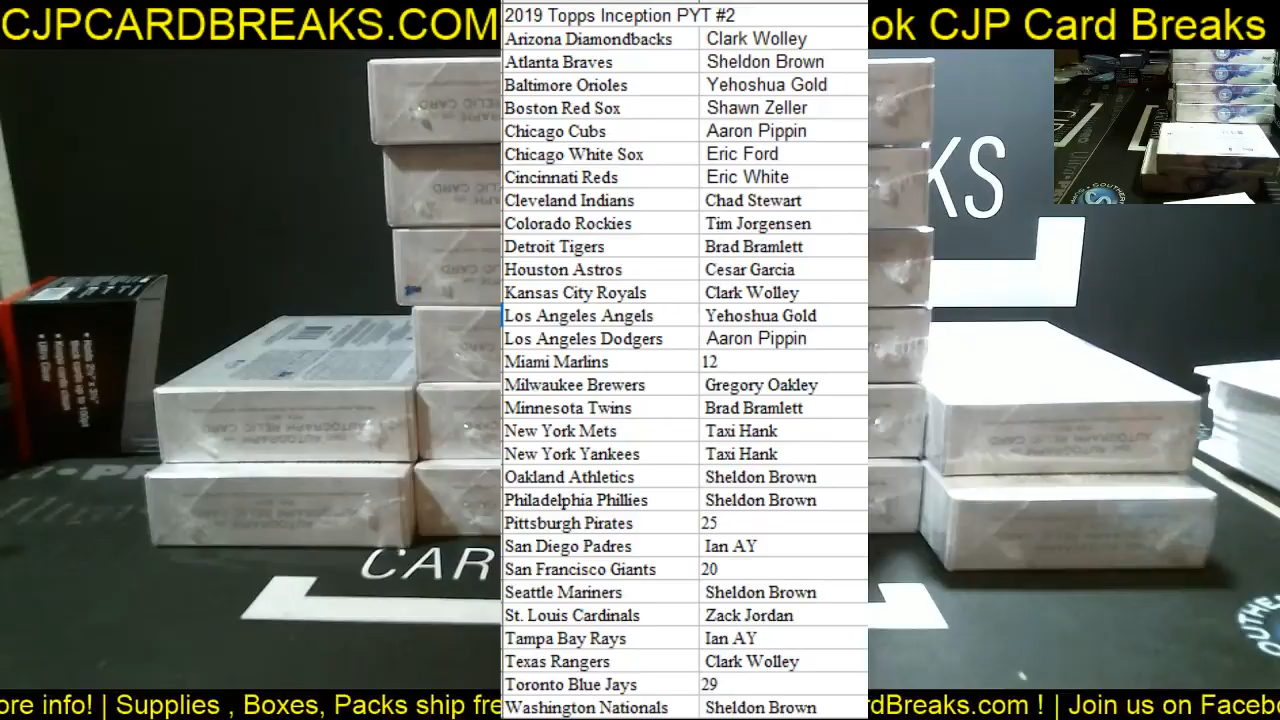 CJPCARDBREAKS.COM
ok CJP Card Breaks
2019 Topps Inception PYT #2
Arizona Diamondbacks Clark Wolley
Atlanta Braves Sheldon Brown
Baltimore Orioles Yehoshua Gold
Boston Red Sox Shawn Zeller
Chicago Cubs Aaron Pippin
Chicago White Sox Eric Ford
Cincinnati Reds Eric White
Cleveland Indians Chad Stewart
Colorado Rockies Tim Jorgensen
Detroit Tigers Brad Bramlett
Houston Astros Cesar Garcia
Kansas City Royals Clark Wolley
Los Angeles Angels Yehoshua Gold
Los Angeles Dodgers Aaron Pippin
Miami Marlins 12
Milwaukee Brewers Gregory Oakley
Minnesota Twins Brad Bramlett
New York Mets Taxi Hank
New York Yankees Taxi Hank
Oakland Athletics Sheldon Brown
Philadelphia Phillies Sheldon Brown
Pittsburgh Pirates 25
San Diego Padres Ian AY
San Francisco Giants 20
Seattle Mariners Sheldon Brown
St. Louis Cardinals Zack Jordan
Tampa Bay Rays Ian AY
Texas Rangers Clark Wolley
Toronto Blue Jays 29
Washington Nationals Sheldon Brown
KS
CAR
ore info! | Supplies , Boxes, Packs ship fre
rdBreaks.com ! | Join us on Facebo